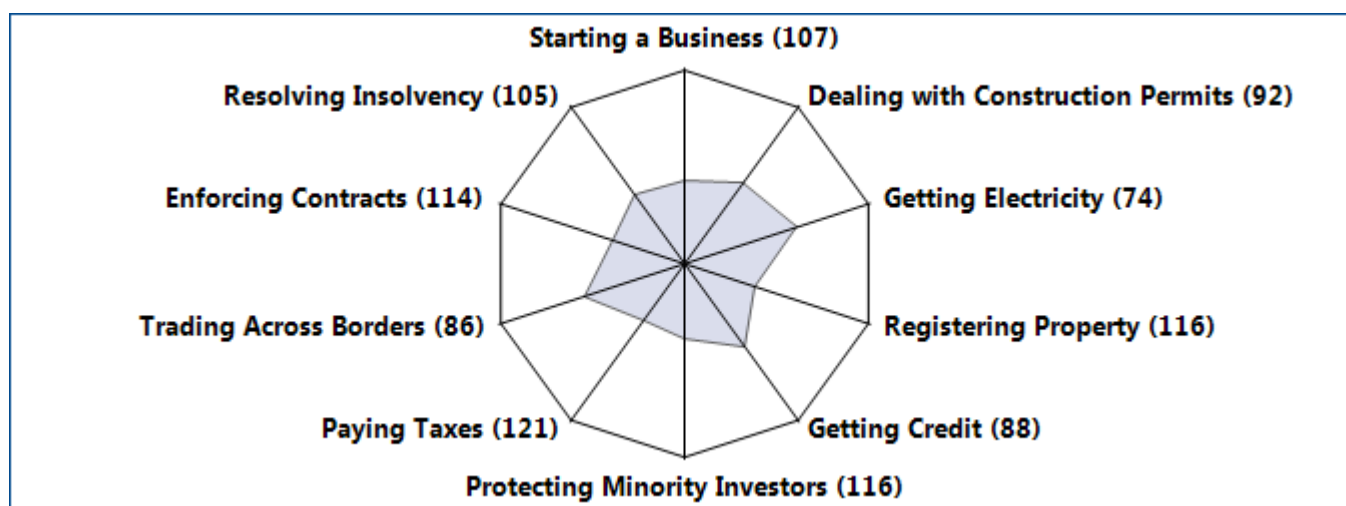 Starting a Business (107)
Resolving Insolvency (105)
Dealing with Construction Permits (92)
Enforcing Contracts (114)
Getting Electricity (74)
Trading Across Borders (86)
Registering Property (116)
Paying Taxes (121)
Getting Credit (88)
Protecting Minority Investors (116)